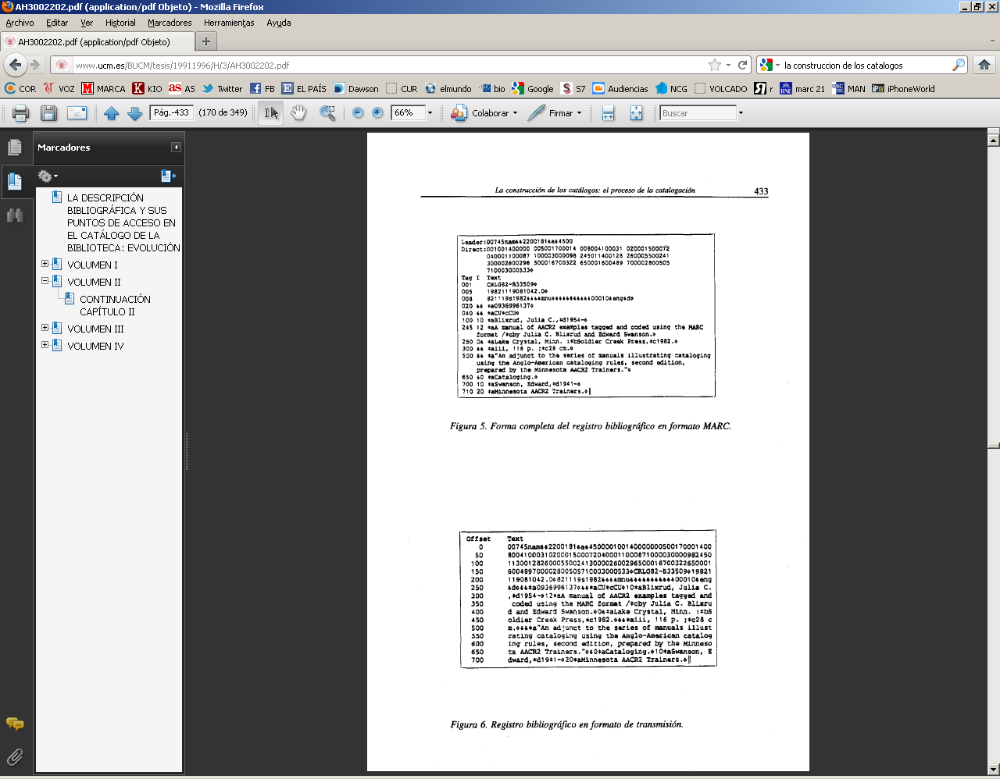 AH3002202.pdf (application/pdf Objeto) - Mozilla Firefox
Archivo Editar Ver Historial Marcadores Herramientas Ayuda
AH3002202.pdf (application/pdf Objeto)
www.ucm.es/BUCM/tesis/19911996/H/3/AH3002202.pdf
la construccion de los catalogos
COR VOZ MARCA KIO AS Twitter FB EL PAÍS Dawson CUR elmundo bio Google S7 Audiencias NCG VOLCADO r marc 21 MAN iPhoneWorld
Pág.-433 (170 de 349) 66% Colaborar Firmar Buscar
Marcadores
LA DESCRIPCIÓN
BIBLIOGRÁFICA Y SUS
PUNTOS DE ACCESO EN
EL CATÁLOGO DE LA
BIBLIOTECA: EVOLUCIÓN
VOLUMEN I
VOLUMEN II
CONTINUACIÓN
CAPÍTULO II
VOLUMEN III
VOLUMEN IV
La construcción de los catálogos: el proceso de la catalogación 433
Leader:00745nam&&2200181&a&4500
Direct:001001400000 005001700014 008004100031 020001500072
040001100087 100003000098 245011400128 260005500241
300002600296 500016700322 650001600489 700002800505
710003000533◊
Tag I Text
001 CRLG82-B33509◊
005 19821119081042.0◊
008 821119s1982&&&&mnu&&&&&&&&&&&00010&eng&d◊
020 && ‡a0936996137◊
040 && ‡aCU‡cCU◊
100 10 ‡aBlixrud, Julia C.,‡d1954-◊
245 12 ‡aA manual of AACR2 examples tagged and coded using the MARC
format /‡cby Julia C. Blixrud and Edward Swanson.◊
260 0& ‡aLake Crystal, Minn. :‡bSoldier Creek Press,‡c1982.◊
300 && ‡aiii, 116 p. ;‡c28 cm.◊
500 && ‡a"An adjunct to the series of manuals illustrating cataloging
using the Anglo-American cataloging rules, second edition,
prepared by the Minnesota AACR2 Trainers."◊
650 &0 ‡aCataloging.◊
700 10 ‡aSwanson, Edward,‡d1941-◊
710 20 ‡aMinnesota AACR2 Trainers.◊|
Figura 5. Forma completa del registro bibliográfico en formato MARC.
Offset Text
0 00745nam&&2200181&a&450000100140000000500170001400
50 8004100031020001500072040001100087100003000098245O
100 11300128260005500241300002600296500016700322650001
150 600489700002800505710003000533◊CRLG82-B33509◊19821
200 119081042.0◊821119s1982&&&&mnu&&&&&&&&&&&00010&eng
250 &d◊&&‡a0936996137◊&&‡aCU‡cCU◊10‡aBlixrud, Julia C.
300 ,‡d1954-◊12‡aA manual of AACR2 examples tagged and
350 coded using the MARC format /‡cby Julia C. Blixru
400 d and Edward Swanson.◊0&‡aLake Crystal, Minn. :‡bS
450 oldier Creek Press,‡c1982.◊&&‡aiii, 116 p. ;‡c28 c
500 m.◊&&‡a"An adjunct to the series of manuals illust
550 rating cataloging using the Anglo-American catalog
600 ing rules, second edition, prepared by the Minneso
650 ta AACR2 Trainers."◊&0‡aCataloging.◊10‡aSwanson, E
700 dward,‡d1941-◊20‡aMinnesota AACR2 Trainers.◊‖
Figura 6. Registro bibliográfico en formato de transmisión.